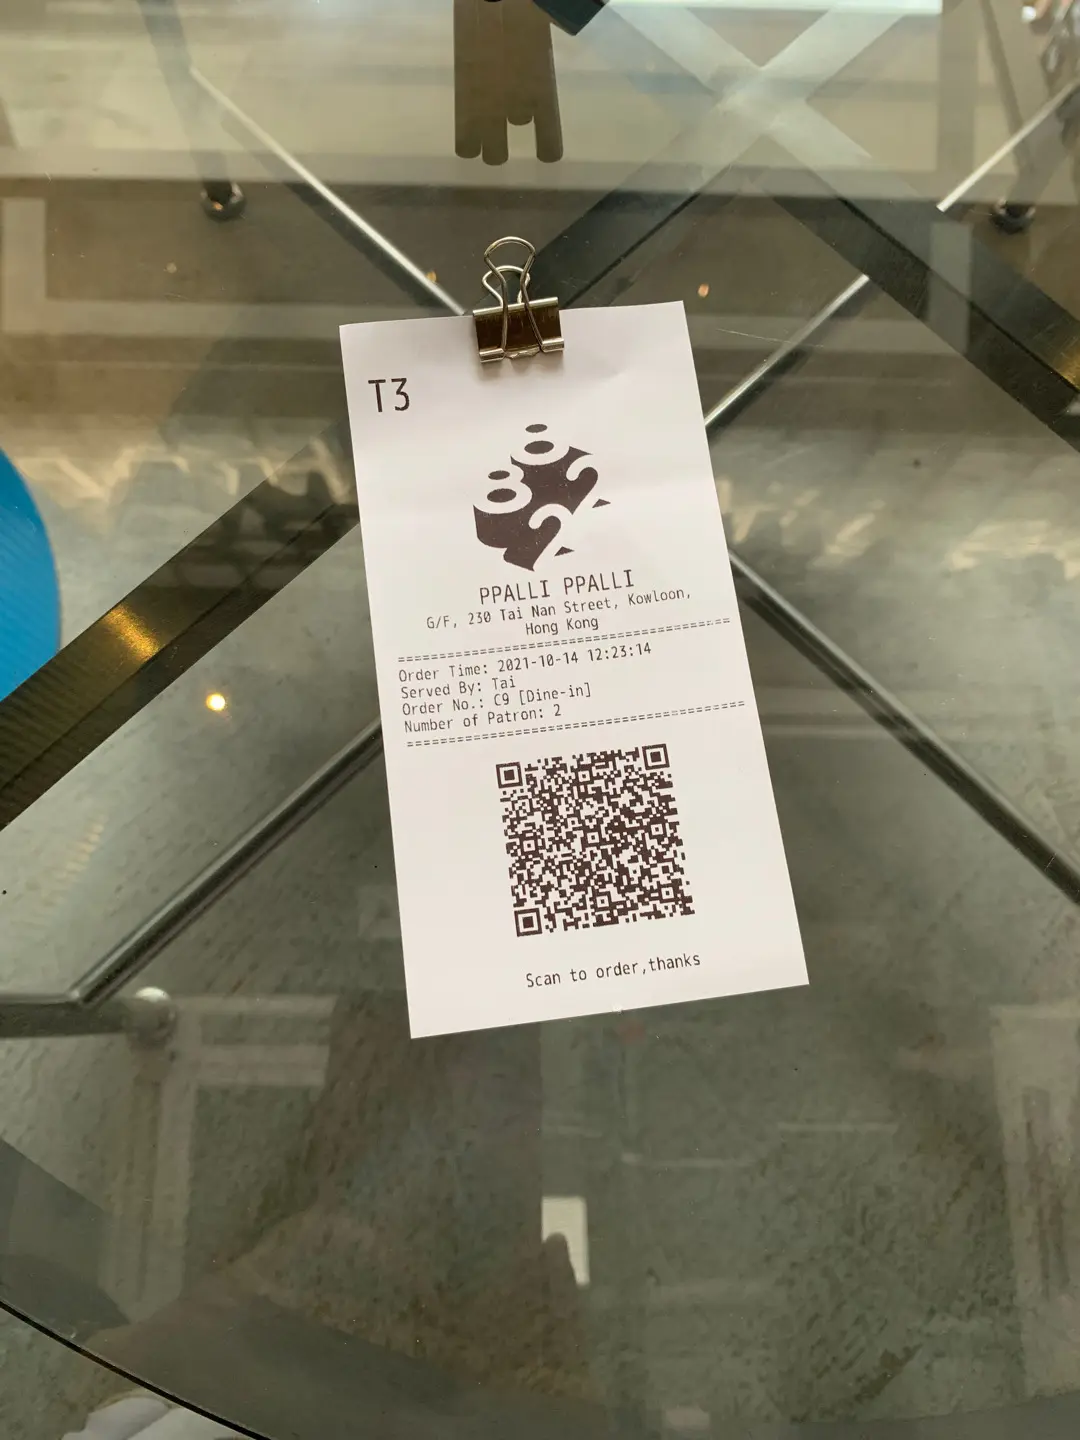 T3
8282
PPALLI PPALLI
G/F, 230 Tai Nan Street, Kowloon,
Hong Kong
===========================================
Order Time: 2021-10-14 12:23:14
Served By: Tai
Order No.: C9 [Dine-in]
Number of Patron: 2
===========================================
Scan to order,thanks